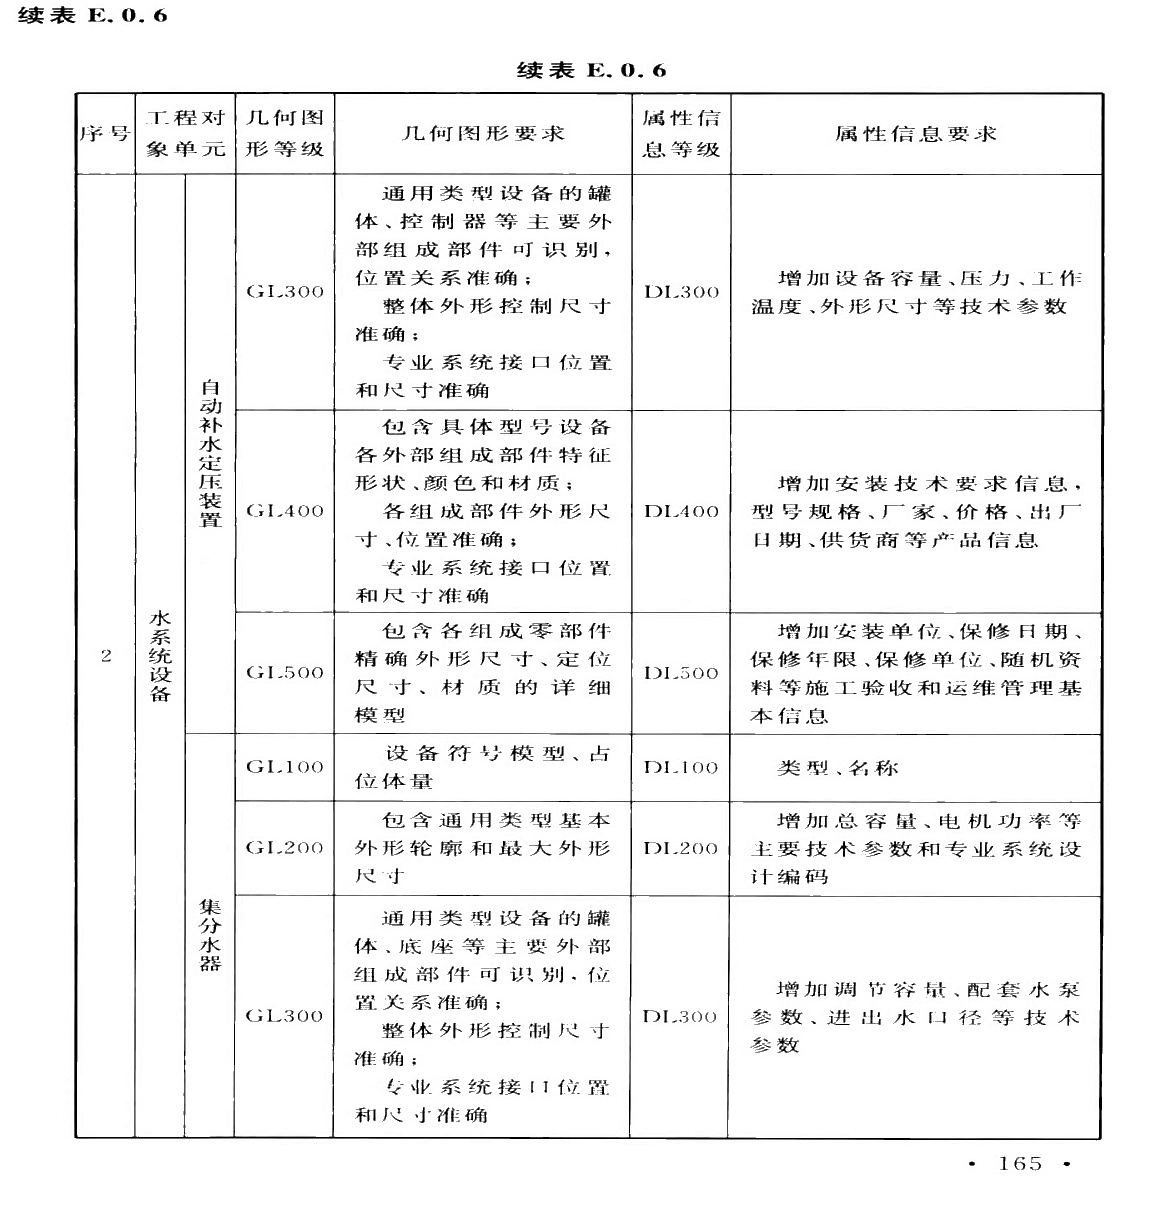 续表 E.0.6
续表 E.0.6
序号
工程对
象单元
几何图
形等级
几何图形要求
属性信
息等级
属性信息要求
2
水系统设备
自动补水定压装置
GL300
通用类型设备的罐
体、控制器等主要外
部组成部件可识别,
位置关系准确；
整体外形控制尺寸
准确；
专业系统接口位置
和尺寸准确
DL300
增加设备容量、压力、工作
温度、外形尺寸等技术参数
GL400
包含具体型号设备
各外部组成部件特征
形状、颜色和材质；
各组成部件外形尺
寸、位置准确；
专业系统接口位置
和尺寸准确
DL400
增加安装技术要求信息,
型号规格、厂家、价格、出厂
日期、供货商等产品信息
GL500
包含各组成零部件
精确外形尺寸、定位
尺寸、材质的详细
模型
DL500
增加安装单位、保修日期、
保修年限、保修单位、随机资
料等施工验收和运维管理基
本信息
集分水器
GL100
设备符号模型、占
位体量
DL100
类型、名称
GL200
包含通用类型基本
外形轮廓和最大外形
尺寸
DL200
增加总容量、电机功率等
主要技术参数和专业系统设
计编码
GL300
通用类型设备的罐
体、底座等主要外部
组成部件可识别,位
置关系准确；
整体外形控制尺寸
准确；
专业系统接口位置
和尺寸准确
DL300
增加调节容量、配套水泵
参数、进出水口径等技术
参数
· 165 ·